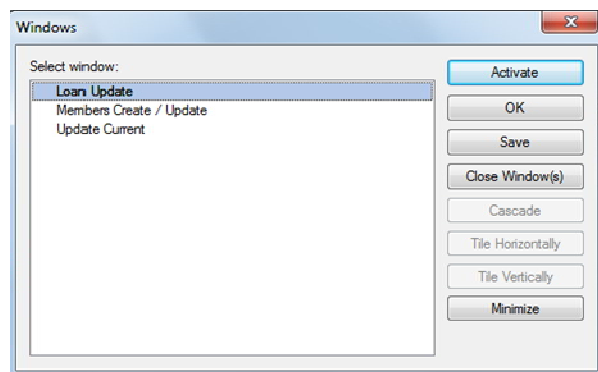 Windows
Select window:
Loans Update
Members Create / Update
Update Current
Activate
OK
Save
Close Window(s)
Cascade
Tile Horizontally
Tile Vertically
Minimize